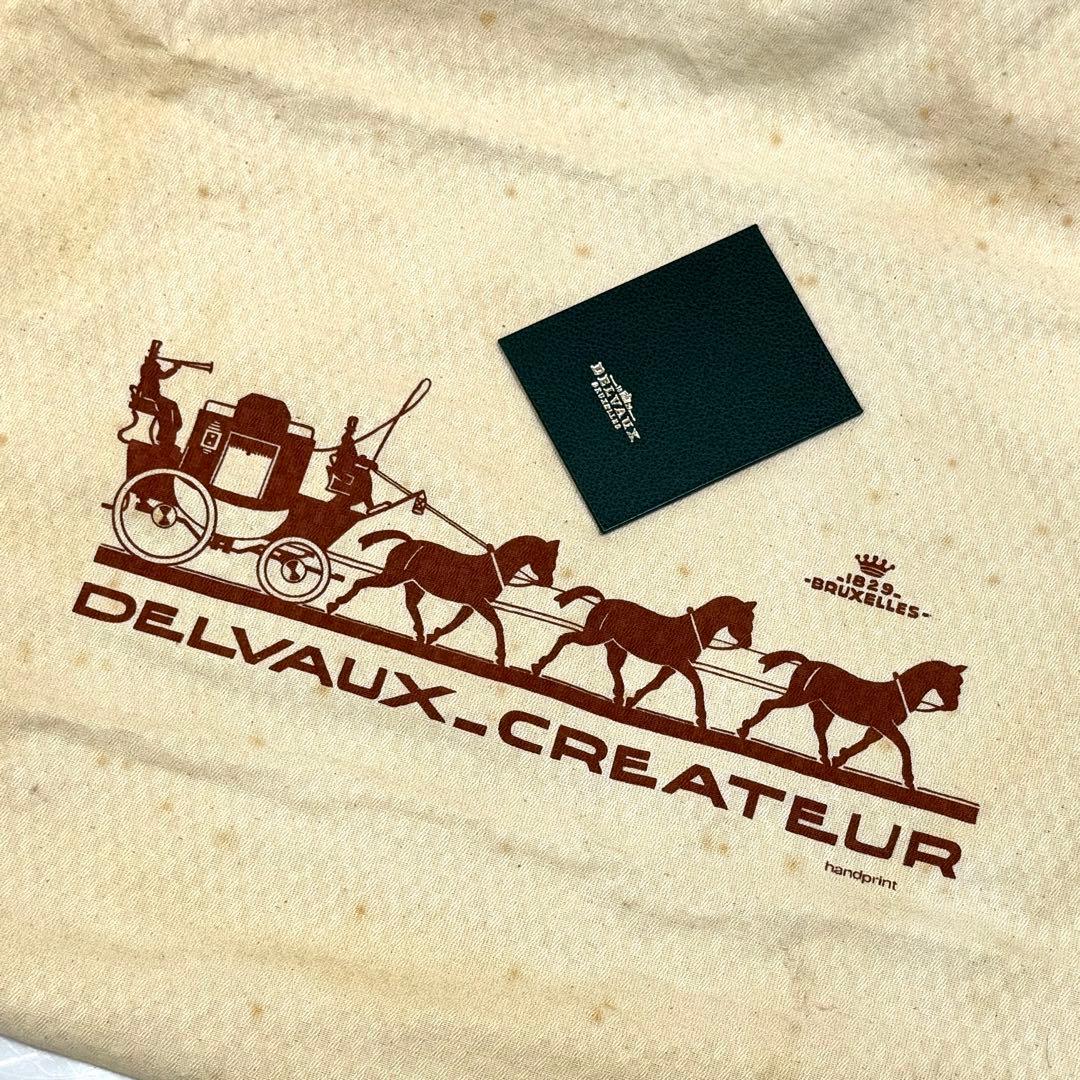 DELVAUX
BRUXELLES
-1829-
-BRUXELLES-
DELVAUX-CREATEUR
handprint